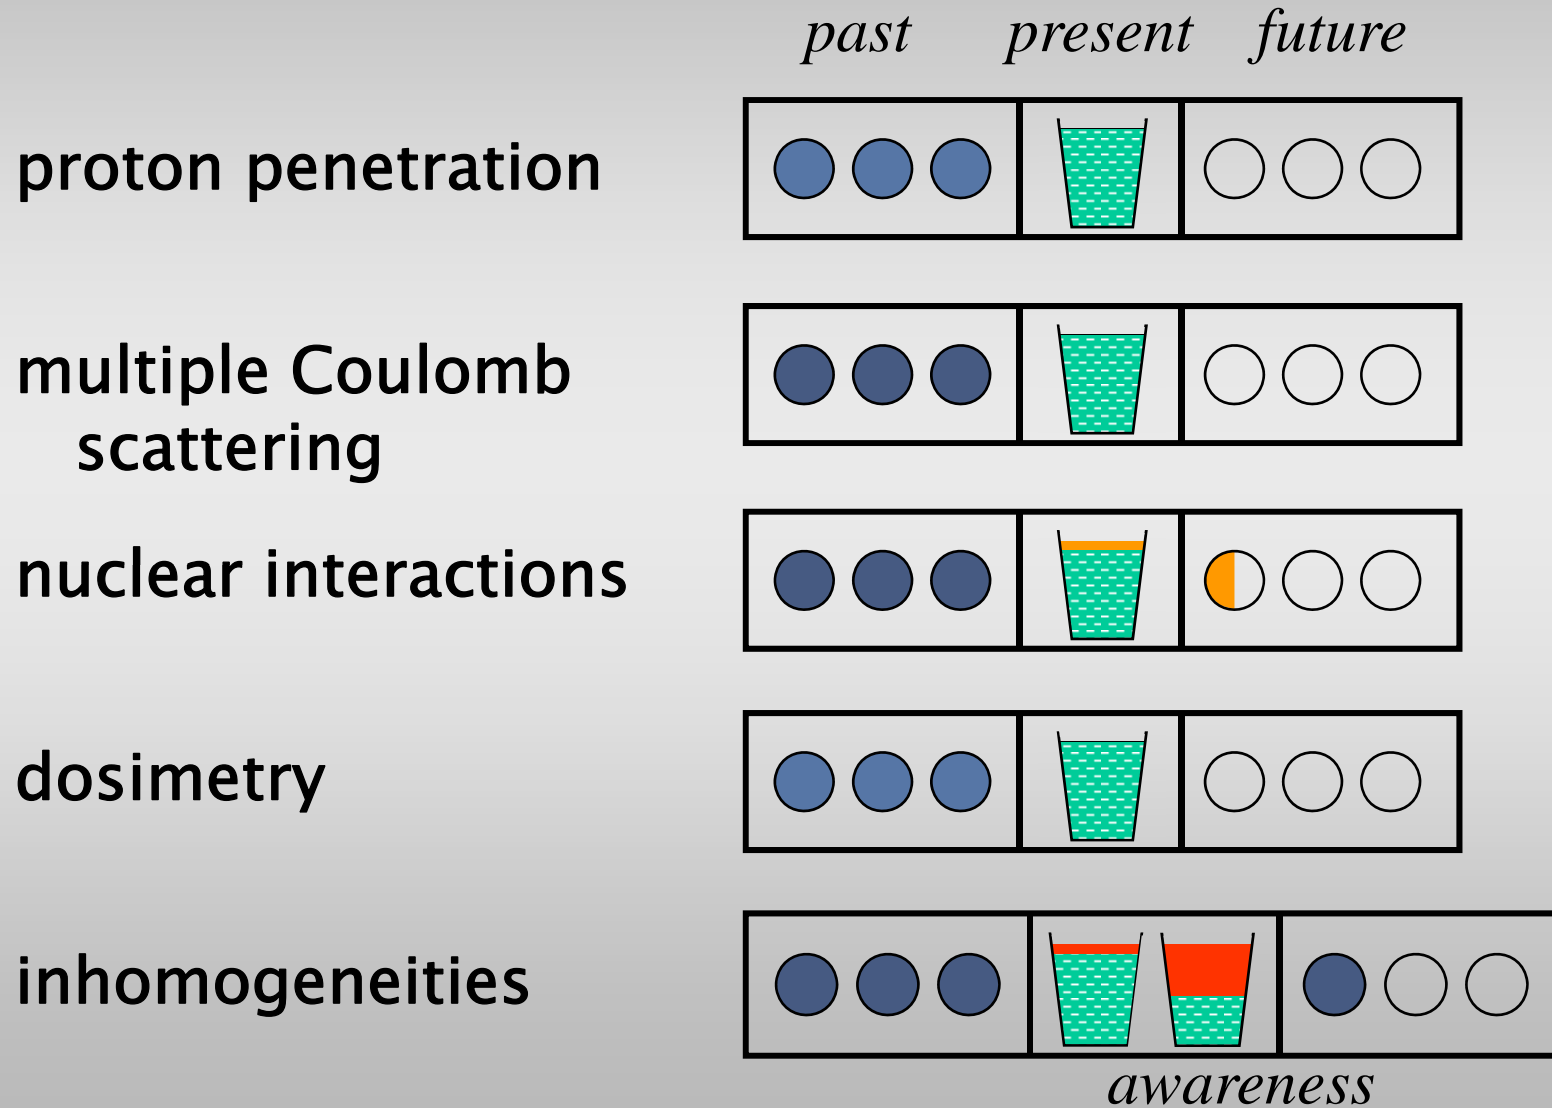 past present future
proton penetration
multiple Coulomb
scattering
nuclear interactions
dosimetry
inhomogeneities
awareness